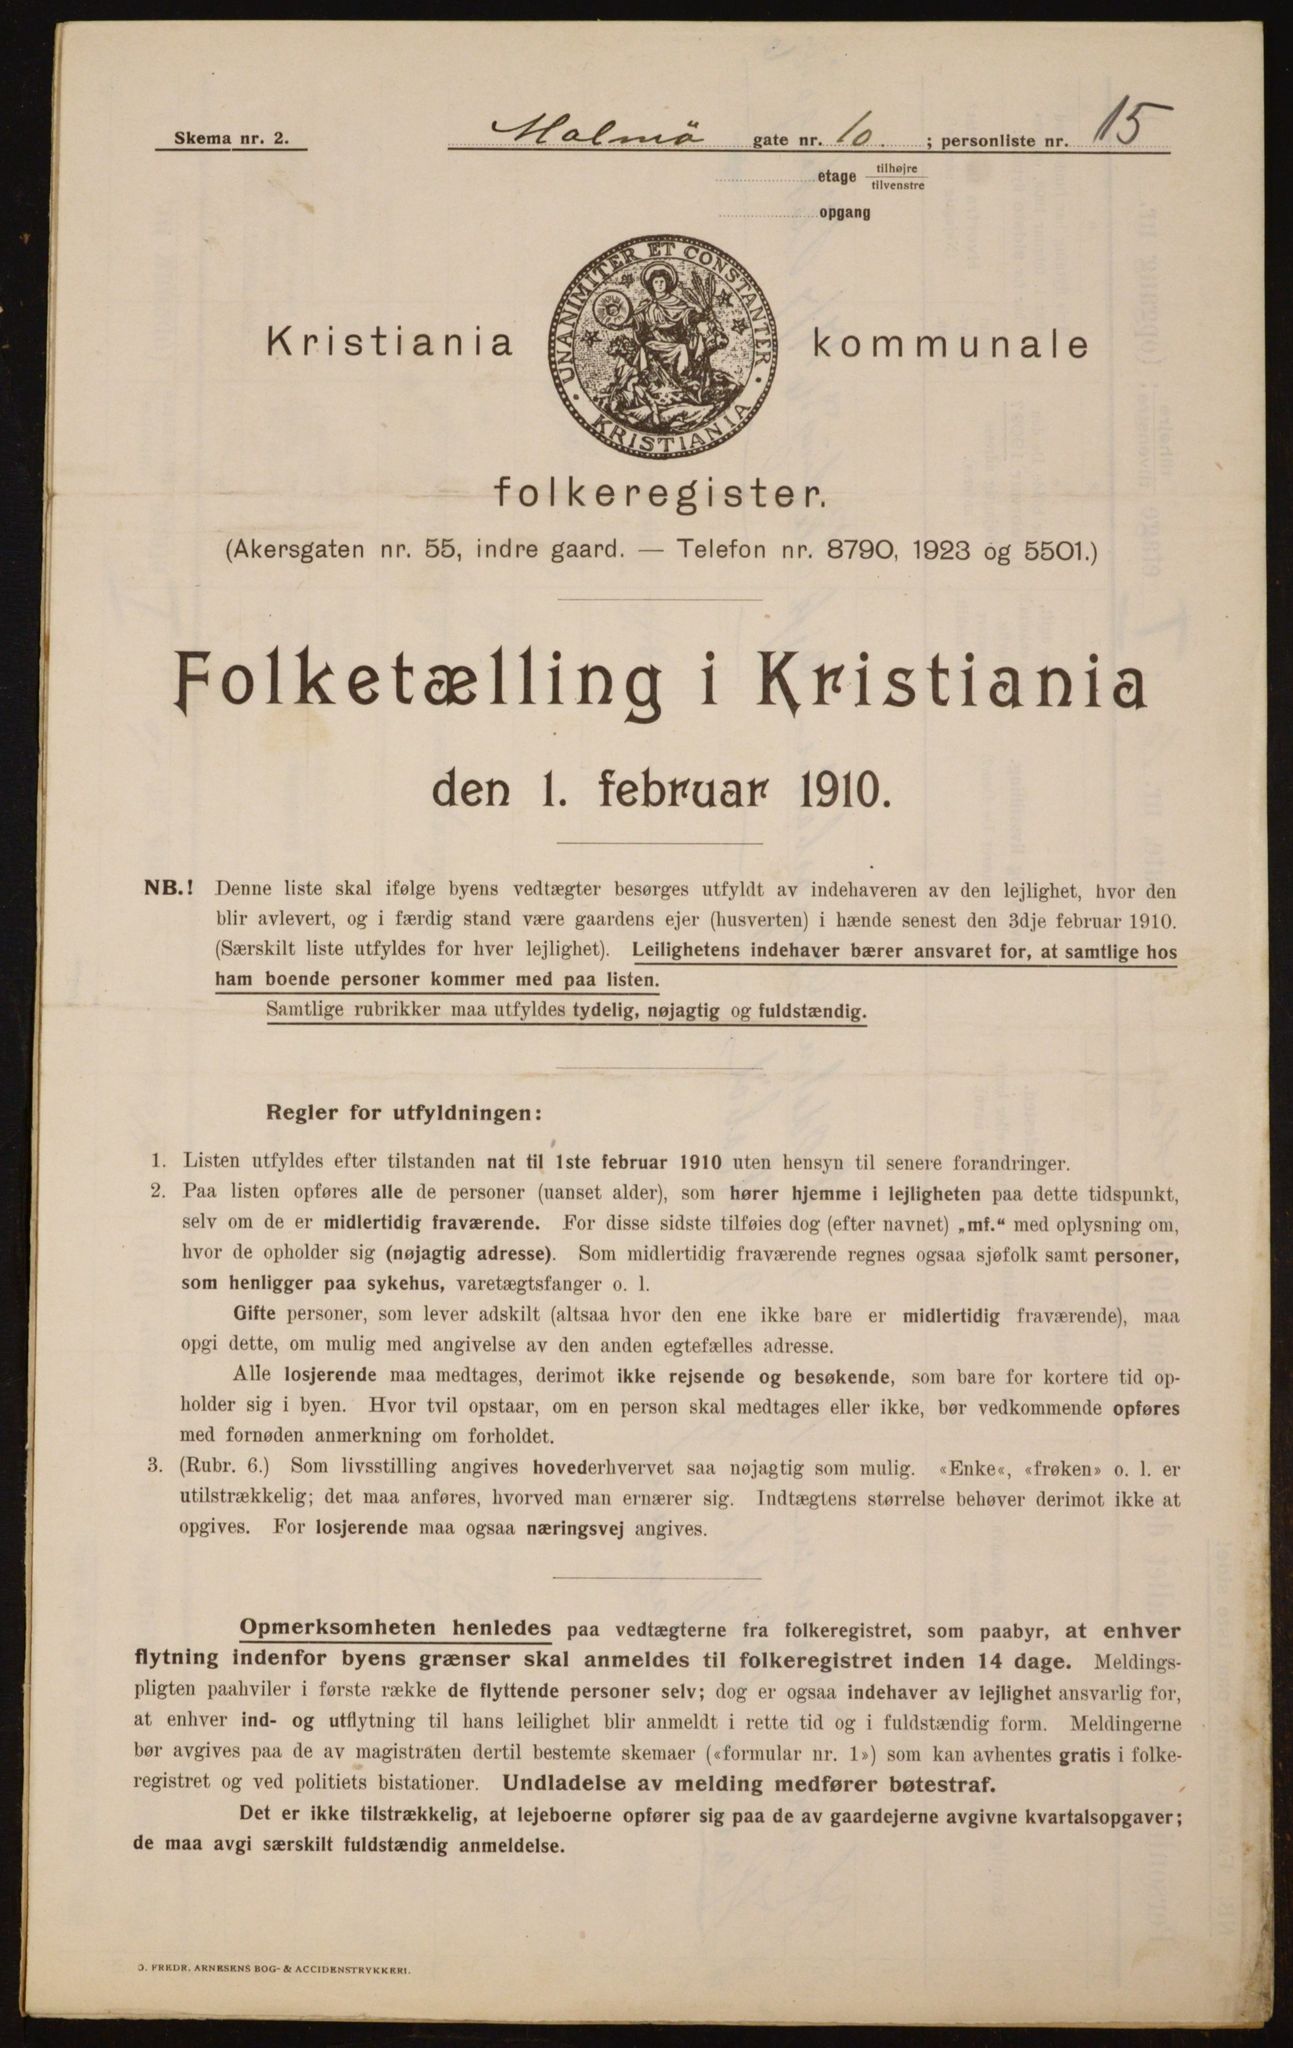 Skema nr. 2. Malmö gate nr. 10. ; personliste nr. 15
etage tilhøjre
tilvenstre
opgang
UNANIMITER ET CONSTANTER
KRISTIANIA
Kristiania kommunale
folkeregister.
(Akersgaten nr. 55, indre gaard. — Telefon nr. 8790, 1923 og 5501.)
Folketælling i Kristiania
den 1. februar 1910.
NB.! Denne liste skal ifølge byens vedtægter besørges utfyldt av indehaveren av den lejlighet, hvor den
blir avlevert, og i færdig stand være gaardens ejer (husverten) i hænde senest den 3dje februar 1910.
(Særskilt liste utfyldes for hver lejlighet). Leilighetens indehaver bærer ansvaret for, at samtlige hos
ham boende personer kommer med paa listen.
Samtlige rubrikker maa utfyldes tydelig, nøjagtig og fuldstændig.
Regler for utfyldningen:
1. Listen utfyldes efter tilstanden nat til 1ste februar 1910 uten hensyn til senere forandringer.
2. Paa listen opføres alle de personer (uanset alder), som hører hjemme i lejligheten paa dette tidspunkt,
selv om de er midlertidig fraværende. For disse sidste tilføies dog (efter navnet) „mf.“ med oplysning om,
hvor de opholder sig (nøjagtig adresse). Som midlertidig fraværende regnes ogsaa sjøfolk samt personer,
som henligger paa sykehus, varetægtsfanger o. l.
Gifte personer, som lever adskilt (altsaa hvor den ene ikke bare er midlertidig fraværende), maa
opgi dette, om mulig med angivelse av den anden egtefælles adresse.
Alle losjerende maa medtages, derimot ikke rejsende og besøkende, som bare for kortere tid op-
holder sig i byen. Hvor tvil opstaar, om en person skal medtages eller ikke, bør vedkommende opføres
med fornøden anmerkning om forholdet.
3. (Rubr. 6.) Som livsstilling angives hovederhvervet saa nøjagtig som mulig. «Enke«, «frøken» o. l. er
utilstrækkelig; det maa anføres, hvorved man ernærer sig. Indtægtens størrelse behøver derimot ikke at
opgives. For losjerende maa ogsaa næringsvej angives.
Opmerksomheten henledes paa vedtægterne fra folkeregistret, som paabyr, at enhver
flytning indenfor byens grænser skal anmeldes til folkeregistret inden 14 dage. Meldings-
pligten paahviler i første række de flyttende personer selv; dog er ogsaa indehaver av lejlighet ansvarlig for,
at enhver ind- og utflytning til hans leilighet blir anmeldt i rette tid og i fuldstændig form. Meldingerne
bør avgives paa de av magistraten dertil bestemte skemaer («formular nr. 1») som kan avhentes gratis i folke-
registret og ved politiets bistationer. Undladelse av melding medfører bøtestraf.
Det er ikke tilstrækkelig, at lejeboerne opfører sig paa de av gaardejerne avgivne kvartalsopgaver;
de maa avgi særskilt fuldstændig anmeldelse.
O. FREDR. ARNESENS BOG- & ACCIDENSTRYKKERI.